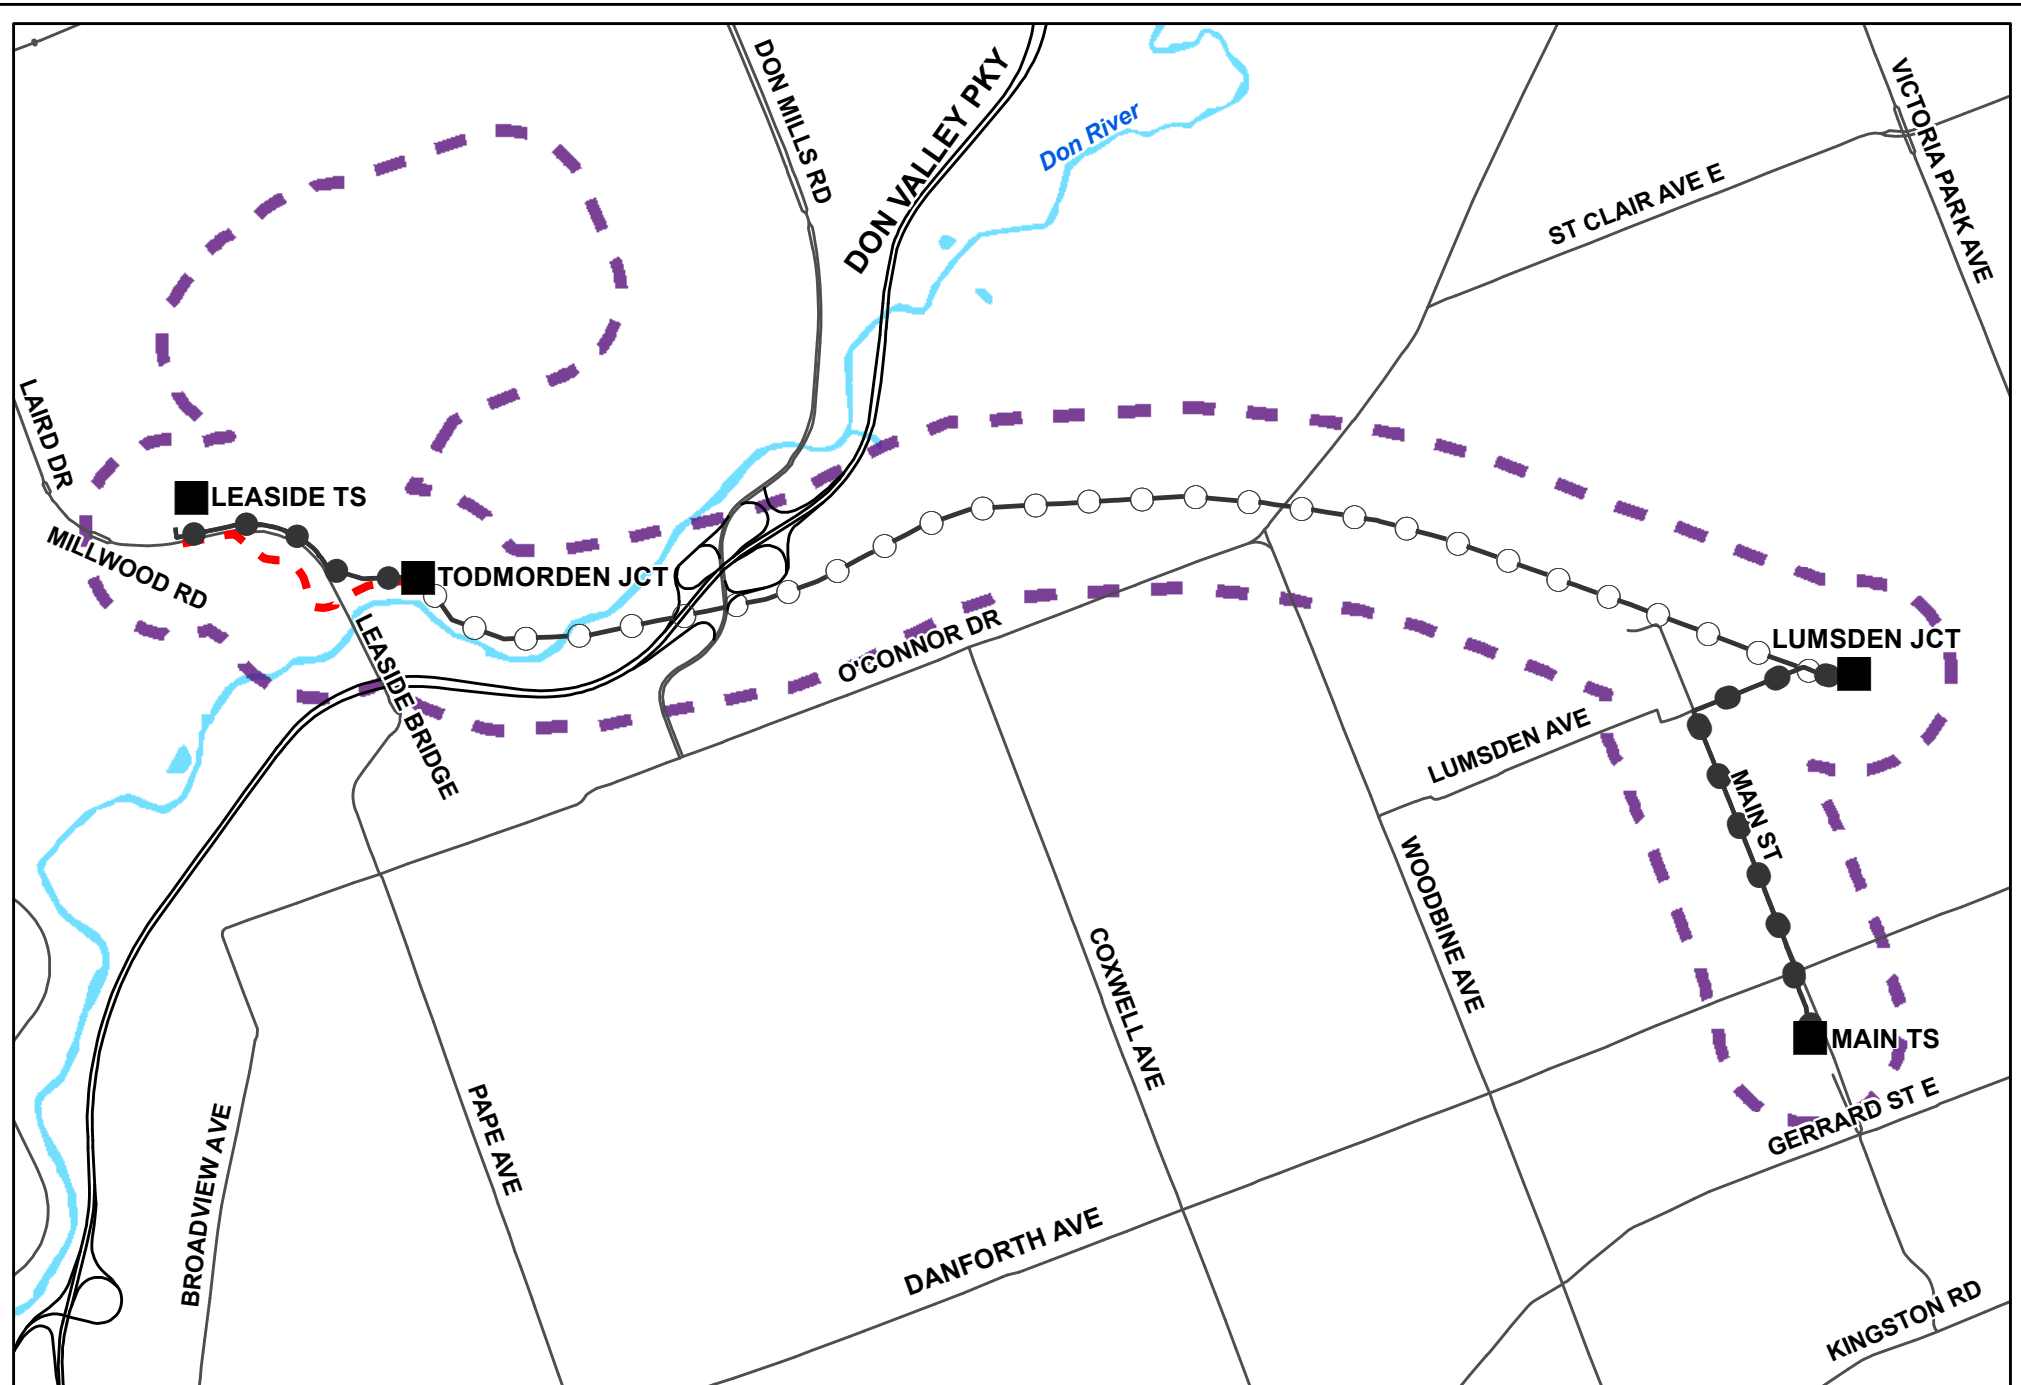 DON MILLS RD
DON VALLEY PKY
Don River
VICTORIA PARK AVE
ST CLAIR AVE E
LAIRD DR
LEASIDE TS
MILLWOOD RD
TODMORDEN JCT
LEASIDE BRIDGE
O'CONNOR DR
LUMSDEN JCT
LUMSDEN AVE
MAIN ST
WOODBINE AVE
COXWELL AVE
MAIN TS
GERRARD ST E
PAPE AVE
BROADVIEW AVE
DANFORTH AVE
KINGSTON RD